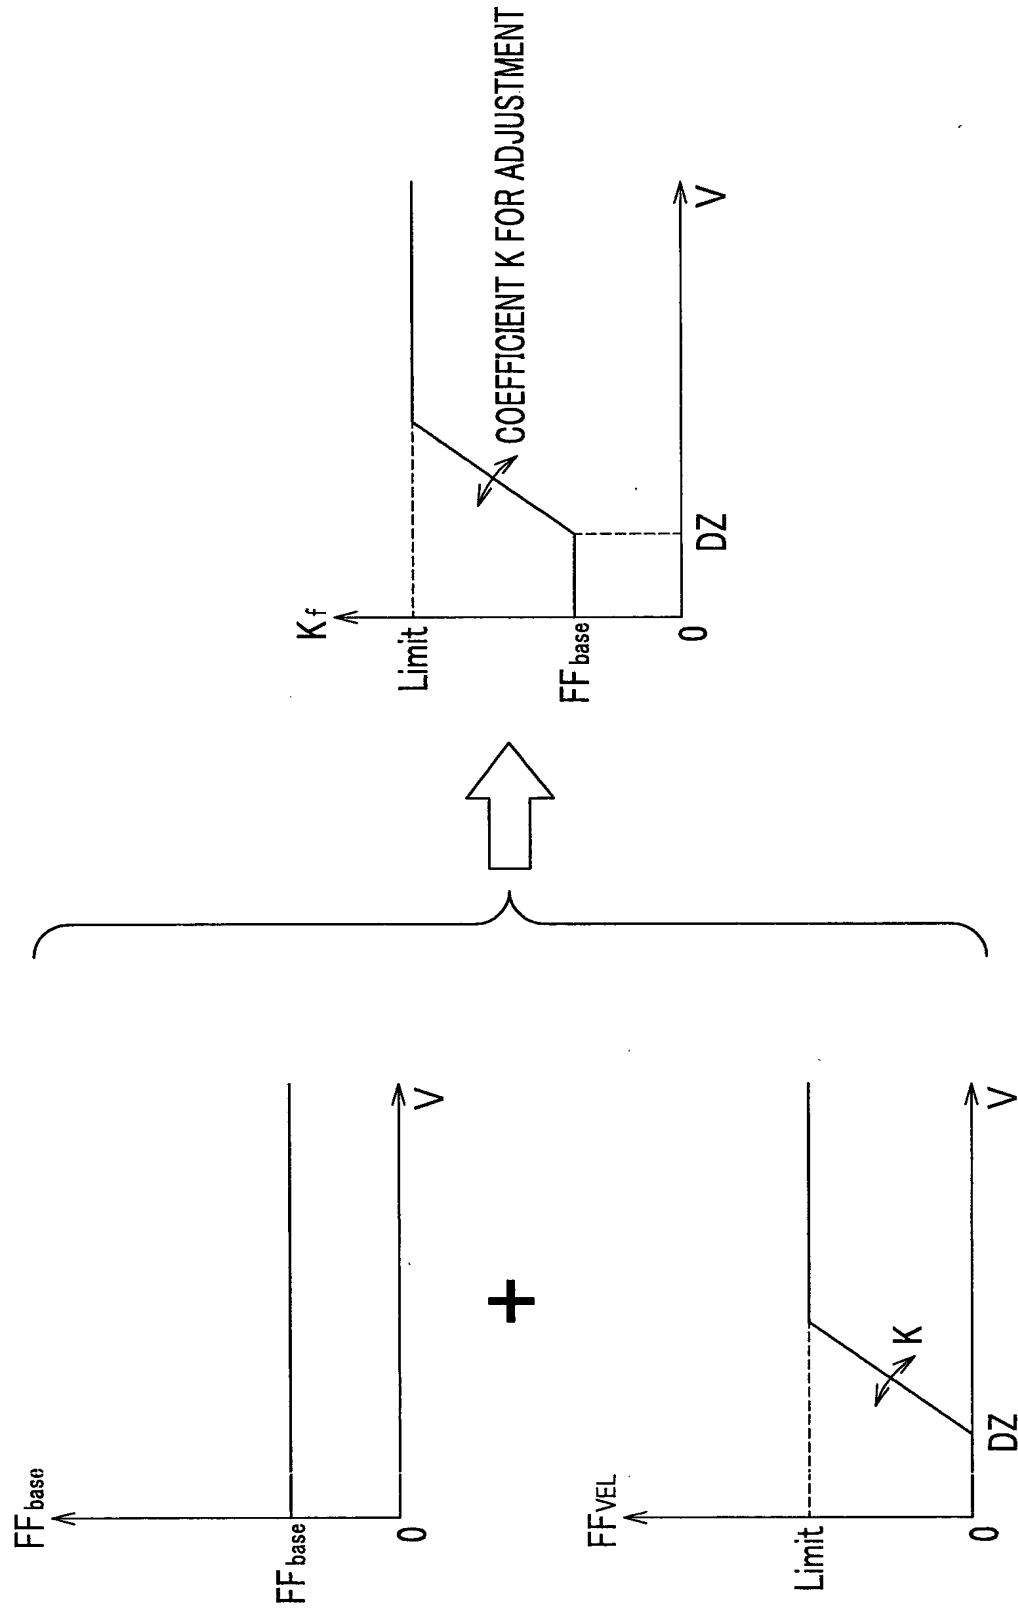 FFbase
FFbase
0
V
+
FFVEL
Limit
0
DZ
K
V
Kf
Limit
FFbase
0
DZ
V
COEFFICIENT K FOR ADJUSTMENT